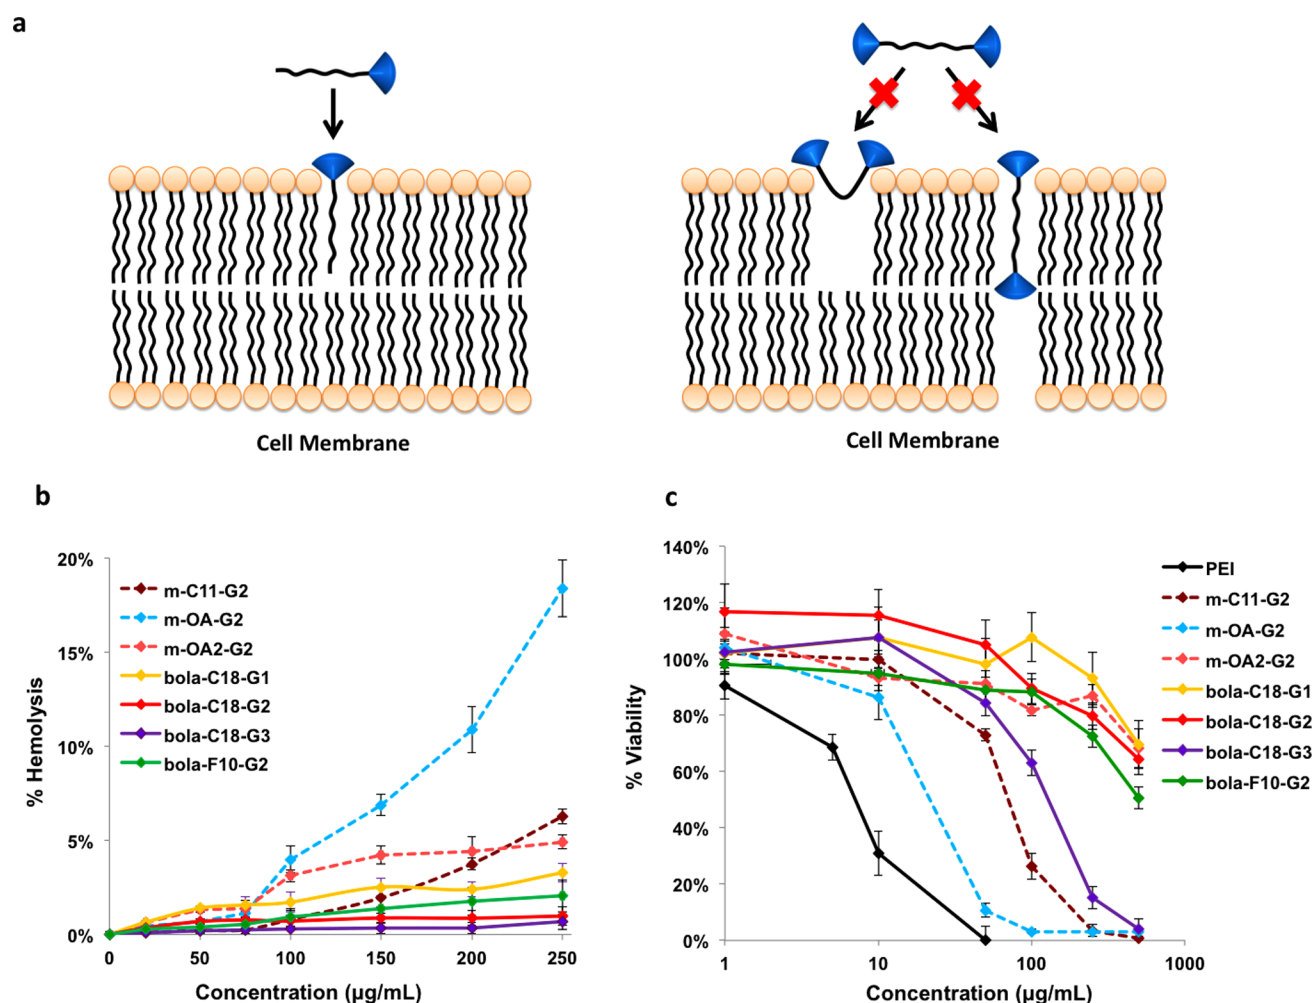 a
Cell Membrane
Cell Membrane
b
% Hemolysis
20%
15%
10%
5%
0%
0
50
100
150
200
250
Concentration (µg/mL)
m-C11-G2
m-OA-G2
m-OA2-G2
bola-C18-G1
bola-C18-G2
bola-C18-G3
bola-F10-G2
c
% Viability
140%
120%
100%
80%
60%
40%
20%
0%
1
10
100
1000
Concentration (µg/mL)
PEI
m-C11-G2
m-OA-G2
m-OA2-G2
bola-C18-G1
bola-C18-G2
bola-C18-G3
bola-F10-G2